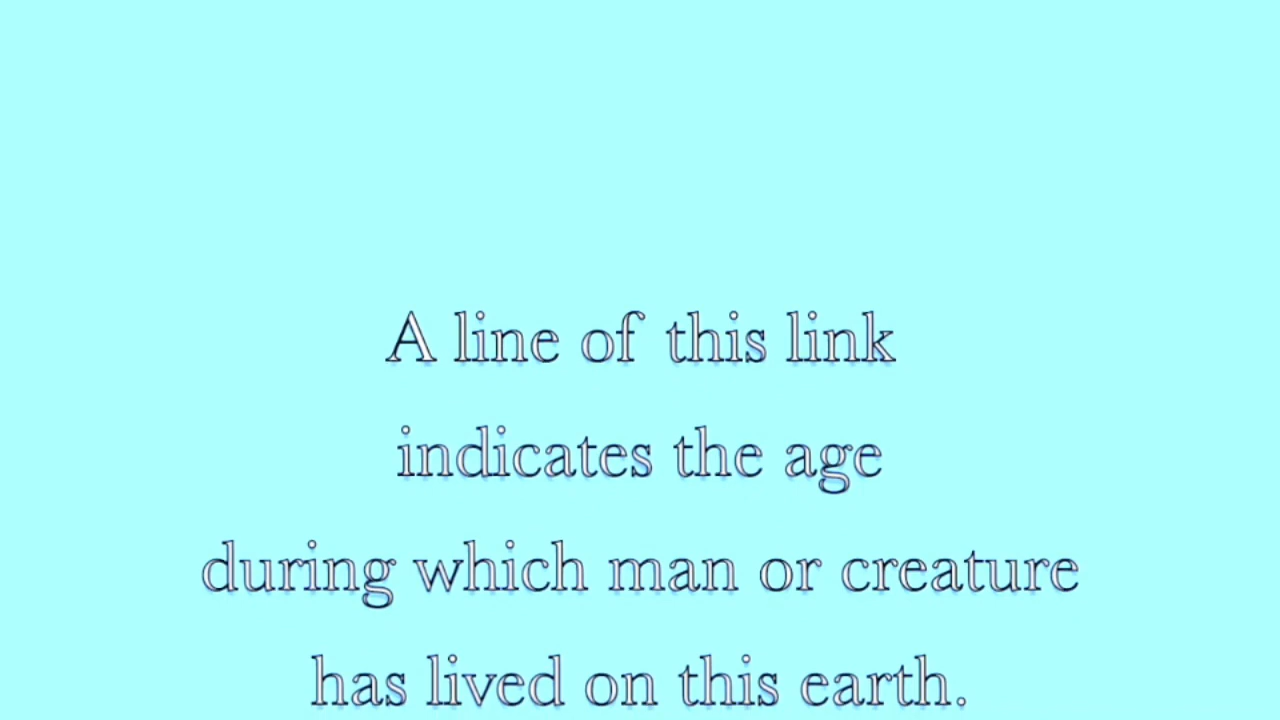 A line of this link
indicates the age
during which man or creature
has lived on this earth.